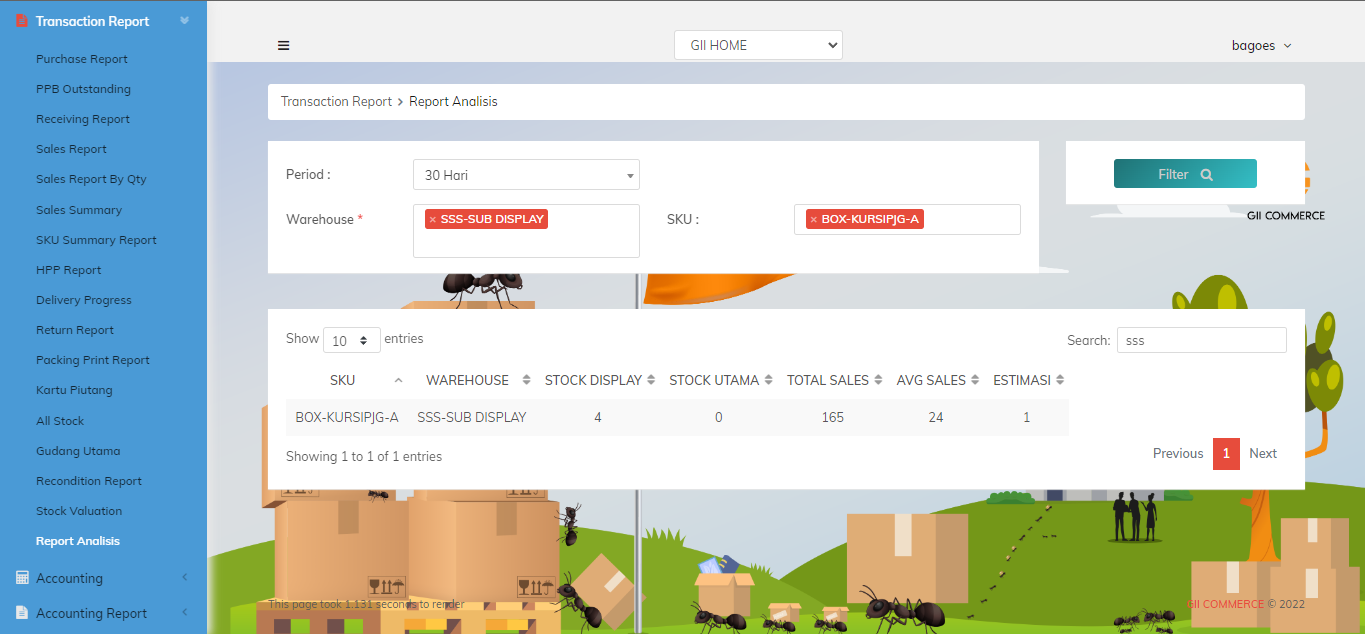 Transaction Report
Purchase Report
PPB Outstanding
Receiving Report
Sales Report
Sales Report By Qty
Sales Summary
SKU Summary Report
HPP Report
Delivery Progress
Return Report
Packing Print Report
Kartu Piutang
All Stock
Gudang Utama
Recondition Report
Stock Valuation
Report Analisis
Accounting
Accounting Report
GII HOME
bagoes
Transaction Report > Report Analisis
Period :
30 Hari
Warehouse *
× SSS-SUB DISPLAY
SKU :
× BOX-KURSIPJG-A
Filter
GII COMMERCE
Show 10 entries
Search: sss
SKU WAREHOUSE STOCK DISPLAY STOCK UTAMA TOTAL SALES AVG SALES ESTIMASI
BOX-KURSIPJG-A SSS-SUB DISPLAY 4 0 165 24 1
Showing 1 to 1 of 1 entries
Previous 1 Next
This page took 1.131 seconds to render
GII COMMERCE © 2022